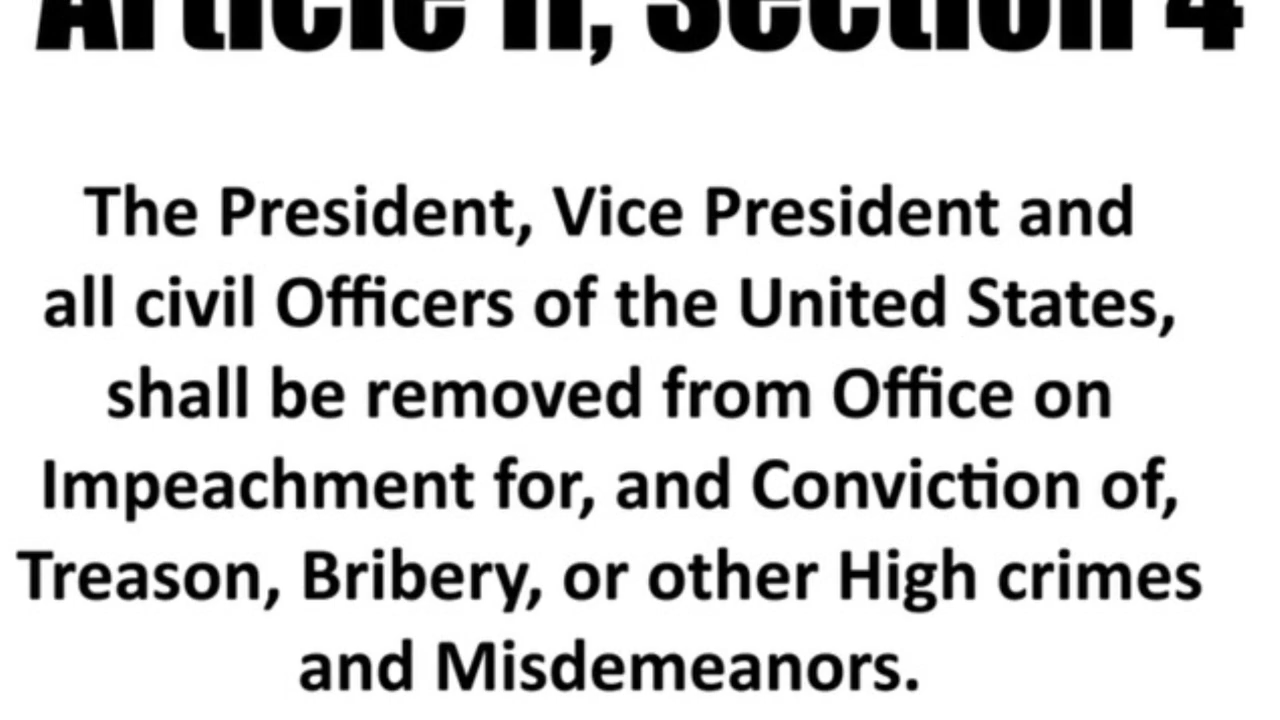 Article II, Section 4
The President, Vice President and
all civil Officers of the United States,
shall be removed from Office on
Impeachment for, and Conviction of,
Treason, Bribery, or other High crimes
and Misdemeanors.